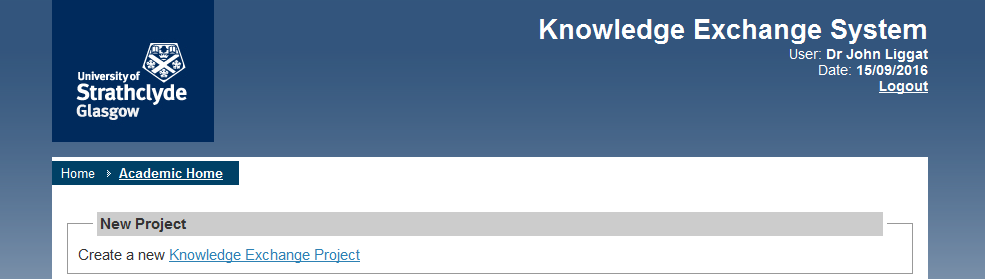 University of
Strathclyde
Glasgow
Knowledge Exchange System
User: Dr John Liggat
Date: 15/09/2016
Logout
Home Academic Home
New Project
Create a new Knowledge Exchange Project